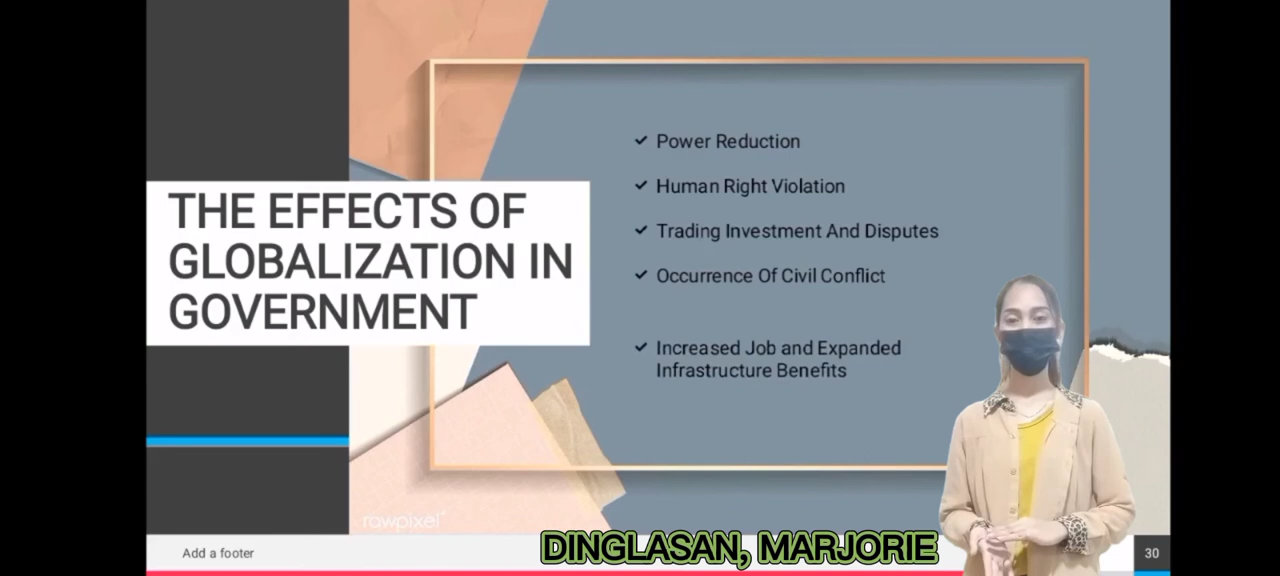 THE EFFECTS OF
GLOBALIZATION IN
GOVERNMENT
✓ Power Reduction
✓ Human Right Violation
✓ Trading Investment And Disputes
✓ Occurrence Of Civil Conflict
✓ Increased Job and Expanded
Infrastructure Benefits
rawpixel
Add a footer
DINGLASAN, MARJORIE
30